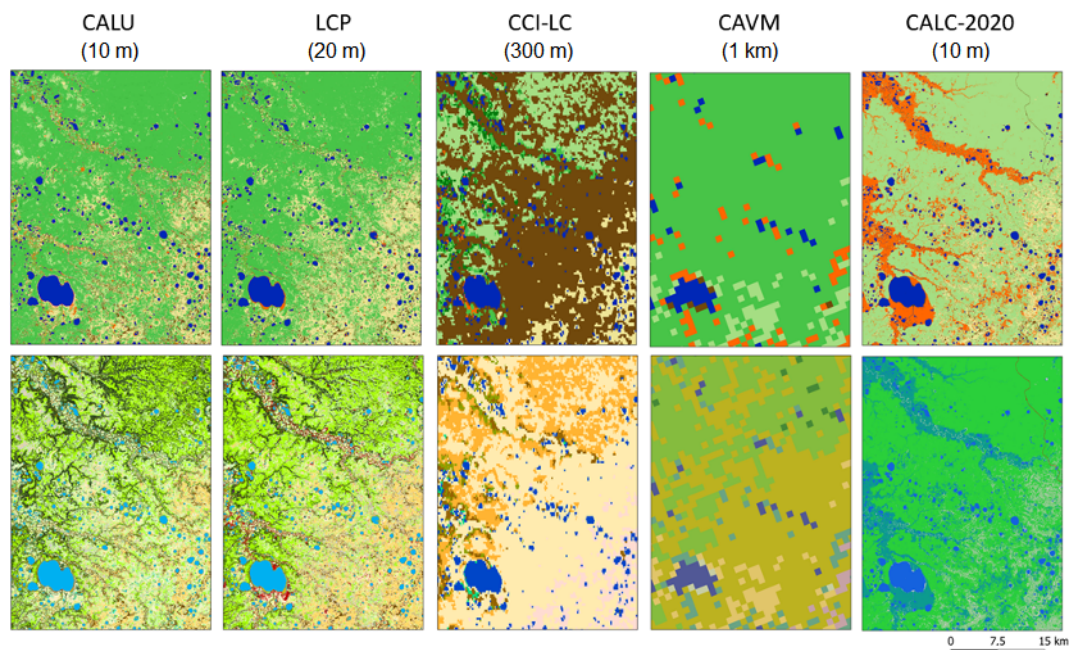 CALU LCP CCI-LC CAVM CALC-2020
(10 m) (20 m) (300 m) (1 km) (10 m)
0 7.5 15 km